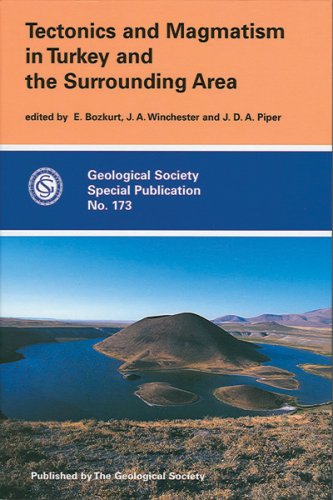 Tectonics and Magmatism
in Turkey and
the Surrounding Area
edited by E. Bozkurt, J. A. Winchester and J. D. A. Piper
Geological Society
Special Publication
No. 173
Published by The Geological Society